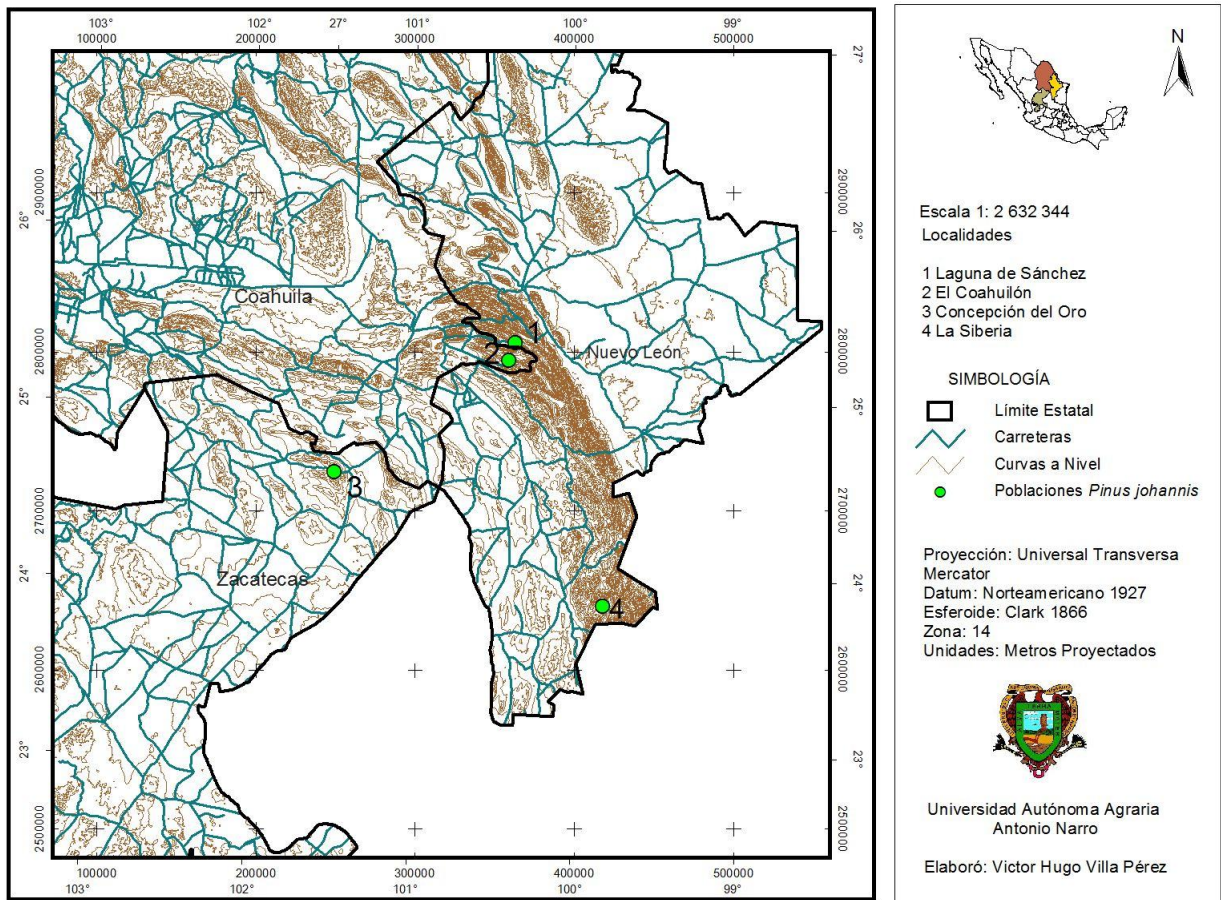 103° 102° 27° 101° 100° 99°
100000 200000 300000 400000 500000
27°
2900000 2900000
26° 26°
Coahuila
1
2 Nuevo León
2800000 2800000
25° 25°
3
2700000 2700000
Zacatecas
24° 24°
4
2600000 2600000
23° 23°
2500000 2500000
100000 200000 300000 400000 500000
103° 102° 101° 100° 99°
N
Escala 1: 2 632 344
Localidades
1 Laguna de Sánchez
2 El Coahuilón
3 Concepción del Oro
4 La Siberia
SIMBOLOGÍA
Límite Estatal
Carreteras
Curvas a Nivel
Poblaciones Pinus johannis
Proyección: Universal Transversa
Mercator
Datum: Norteamericano 1927
Esferoide: Clark 1866
Zona: 14
Unidades: Metros Proyectados
Universidad Autónoma Agraria
Antonio Narro
Elaboró: Victor Hugo Villa Pérez